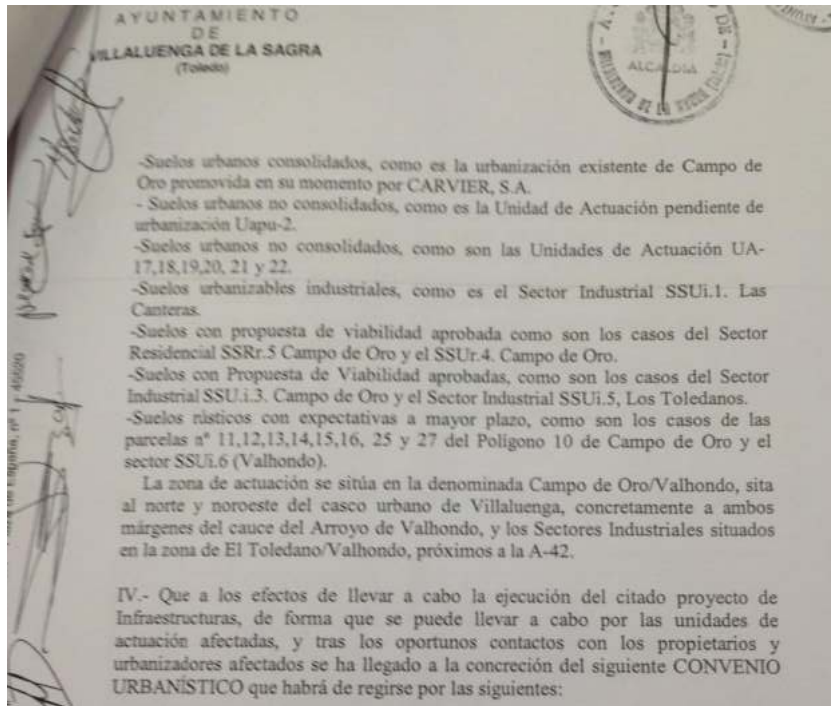 AYUNTAMIENTO
DE
VILLALUENGA DE LA SAGRA
(Toledo)
ALCALDIA
-Suelos urbanos consolidados, como es la urbanización existente de Campo de
Oro promovida en su momento por CARVIER, S.A.
- Suelos urbanos no consolidados, como es la Unidad de Actuación pendiente de
urbanización Uapu-2.
-Suelos urbanos no consolidados, como son las Unidades de Actuación UA-
17,18,19,20, 21 y 22.
-Suelos urbanizables industriales, como es el Sector Industrial SSUi.1. Las
Canteras.
-Suelos con propuesta de viabilidad aprobada como son los casos del Sector
Residencial SSRr.5 Campo de Oro y el SSUr.4. Campo de Oro.
-Suelos con Propuesta de Viabilidad aprobadas, como son los casos del Sector
Industrial SSU.i.3. Campo de Oro y el Sector Industrial SSUi.5, Los Toledanos.
-Suelos rústicos con expectativas a mayor plazo, como son los casos de las
parcelas nº 11,12,13,14,15,16, 25 y 27 del Polígono 10 de Campo de Oro y el
sector SSUi.6 (Valhondo).
La zona de actuación se sitúa en la denominada Campo de Oro/Valhondo, sita
al norte y noroeste del casco urbano de Villaluenga, concretamente a ambos
márgenes del cauce del Arroyo de Valhondo, y los Sectores Industriales situados
en la zona de El Toledano/Valhondo, próximos a la A-42.
IV.- Que a los efectos de llevar a cabo la ejecución del citado proyecto de
Infraestructuras, de forma que se puede llevar a cabo por las unidades de
actuación afectadas, y tras los oportunos contactos con los propietarios y
urbanizadores afectados se ha llegado a la concreción del siguiente CONVENIO
URBANÍSTICO que habrá de regirse por las siguientes:
de España, nº 1 45520